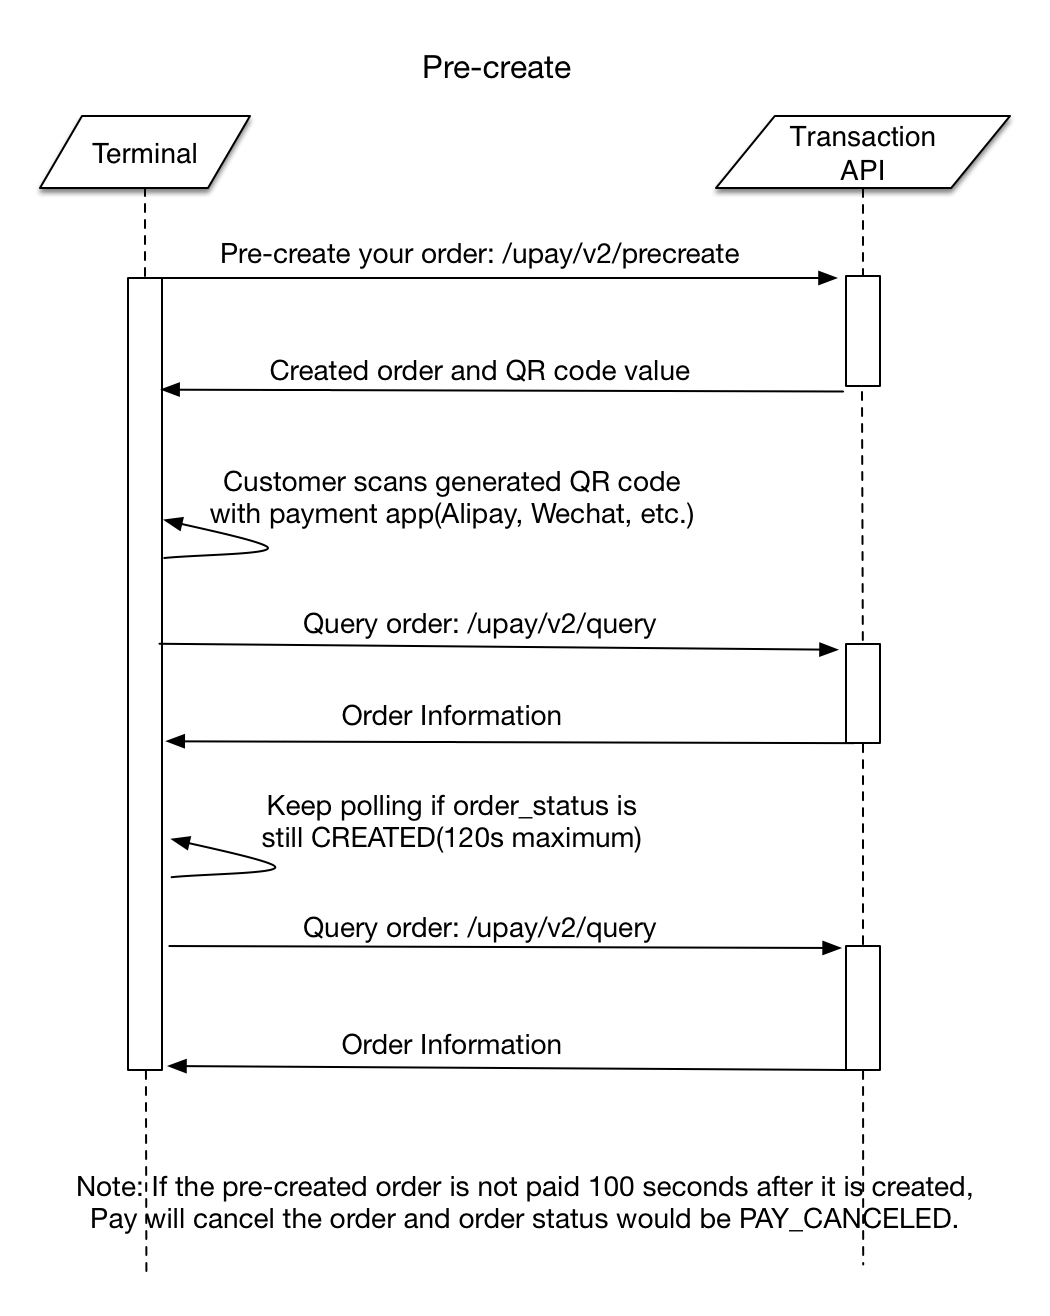 Pre-create
Terminal
Transaction
API
Pre-create your order: /upay/v2/precreate
Created order and QR code value
Customer scans generated QR code
with payment app(Alipay, Wechat, etc.)
Query order: /upay/v2/query
Order Information
Keep polling if order_status is
still CREATED(120s maximum)
Query order: /upay/v2/query
Order Information
Note: If the pre-created order is not paid 100 seconds after it is created,
Pay will cancel the order and order status would be PAY_CANCELED.